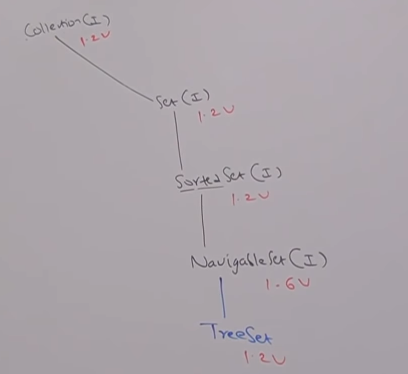 Collection(I)
1.2V
Set(I)
1.2V
SortedSet(I)
1.2V
NavigableSet(I)
1.6V
TreeSet
1.2V